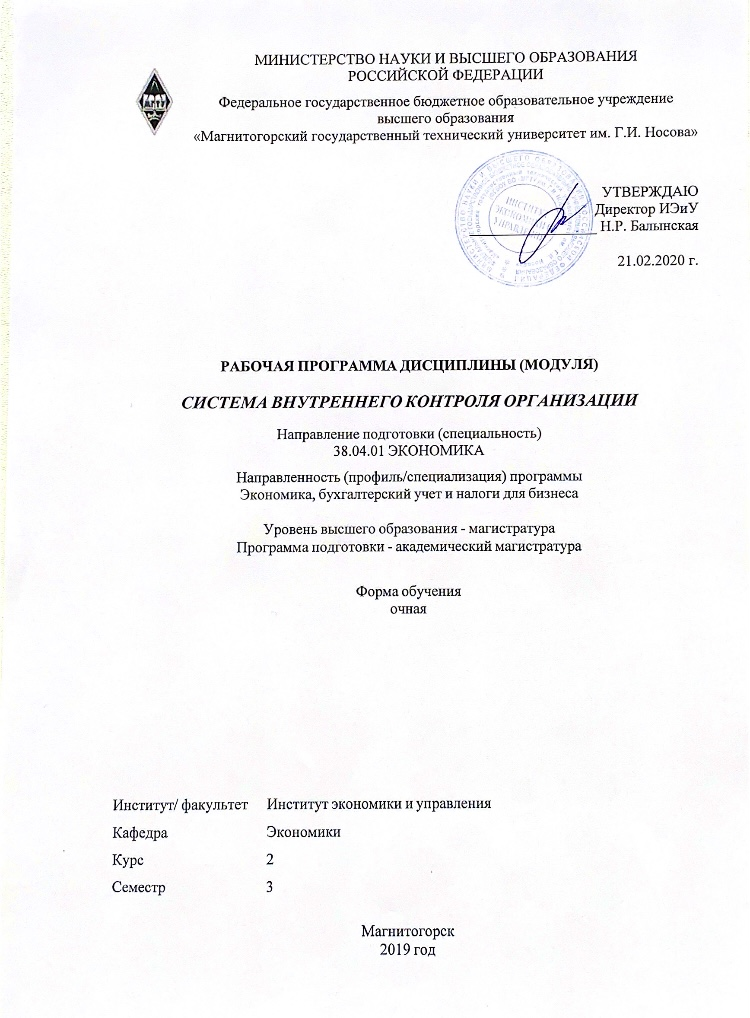 МИНИСТЕРСТВО НАУКИ И ВЫСШЕГО ОБРАЗОВАНИЯ
РОССИЙСКОЙ ФЕДЕРАЦИИ
Федеральное государственное бюджетное образовательное учреждение
высшего образования
«Магнитогорский государственный технический университет им. Г.И. Носова»
УТВЕРЖДАЮ
Директор ИЭиУ
Н.Р. Балынская
21.02.2020 г.
ИНСТИТУТ
ЭКОНОМИКИ И
УПРАВЛЕНИЯ
РАБОЧАЯ ПРОГРАММА ДИСЦИПЛИНЫ (МОДУЛЯ)
СИСТЕМА ВНУТРЕННЕГО КОНТРОЛЯ ОРГАНИЗАЦИИ
Направление подготовки (специальность)
38.04.01 ЭКОНОМИКА
Направленность (профиль/специализация) программы
Экономика, бухгалтерский учет и налоги для бизнеса
Уровень высшего образования - магистратура
Программа подготовки - академический магистратура
Форма обучения
очная
Институт/ факультет Институт экономики и управления
Кафедра Экономики
Курс 2
Семестр 3
Магнитогорск
2019 год